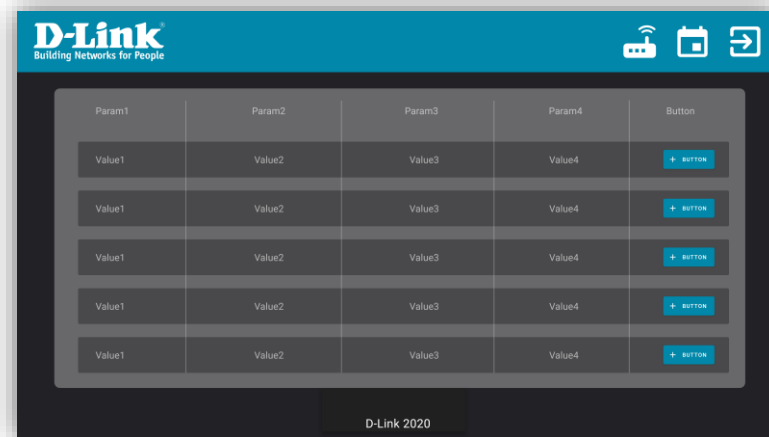 D-Link
Building Networks for People
Param1 Param2 Param3 Param4 Button
Value1 Value2 Value3 Value4 + BUTTON
Value1 Value2 Value3 Value4 + BUTTON
Value1 Value2 Value3 Value4 + BUTTON
Value1 Value2 Value3 Value4 + BUTTON
Value1 Value2 Value3 Value4 + BUTTON
D-Link 2020